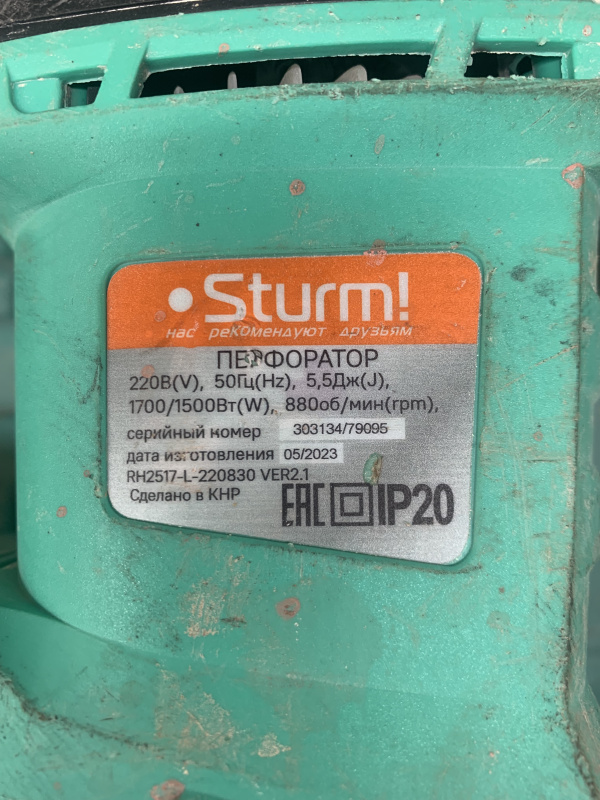 Sturm!
нас рекомендуют друзьям
ПЕРФОРАТОР
220В(V), 50Гц(Hz), 5,5Дж(J),
1700/1500Вт(W), 880об/мин(rpm),
серийный номер 303134/79095
дата изготовления 05/2023
RH2517-L-220830 VER2.1
Сделано в КНР
EAC IP20